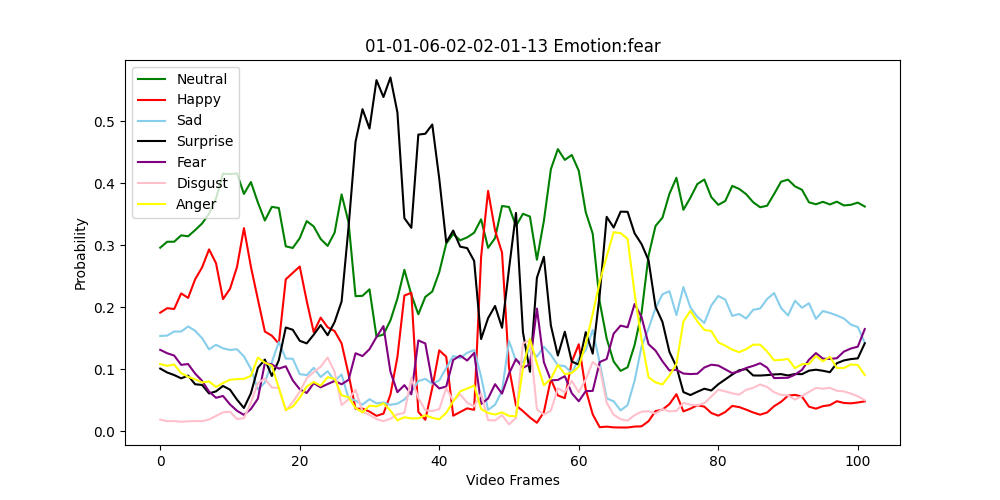 01-01-06-02-02-01-13 Emotion:fear
Neutral
Happy
Sad
Surprise
Fear
Disgust
Anger
Probability
0.5
0.4
0.3
0.2
0.1
0.0
0 20 40 60 80 100
Video Frames